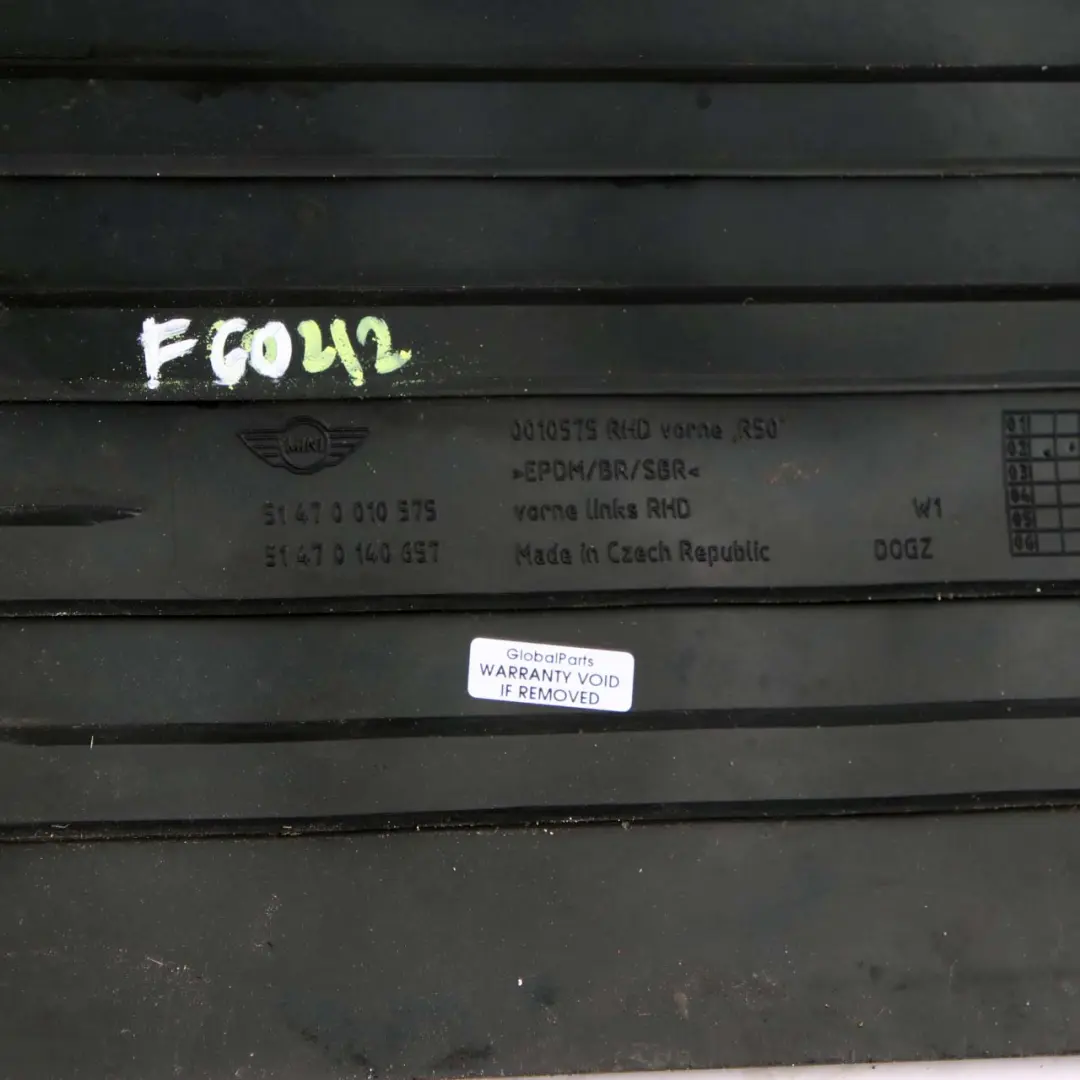 F6042
MINI
0010575 RHD vorne ‚R50'
»EPDM/BR/SBR«
51 47 0 010 575
vorne links RHD
W1
51 47 0 140 657
Made in Czech Republic
DOGZ
01
02
03
04
05
06
GlobalParts
WARRANTY VOID
IF REMOVED